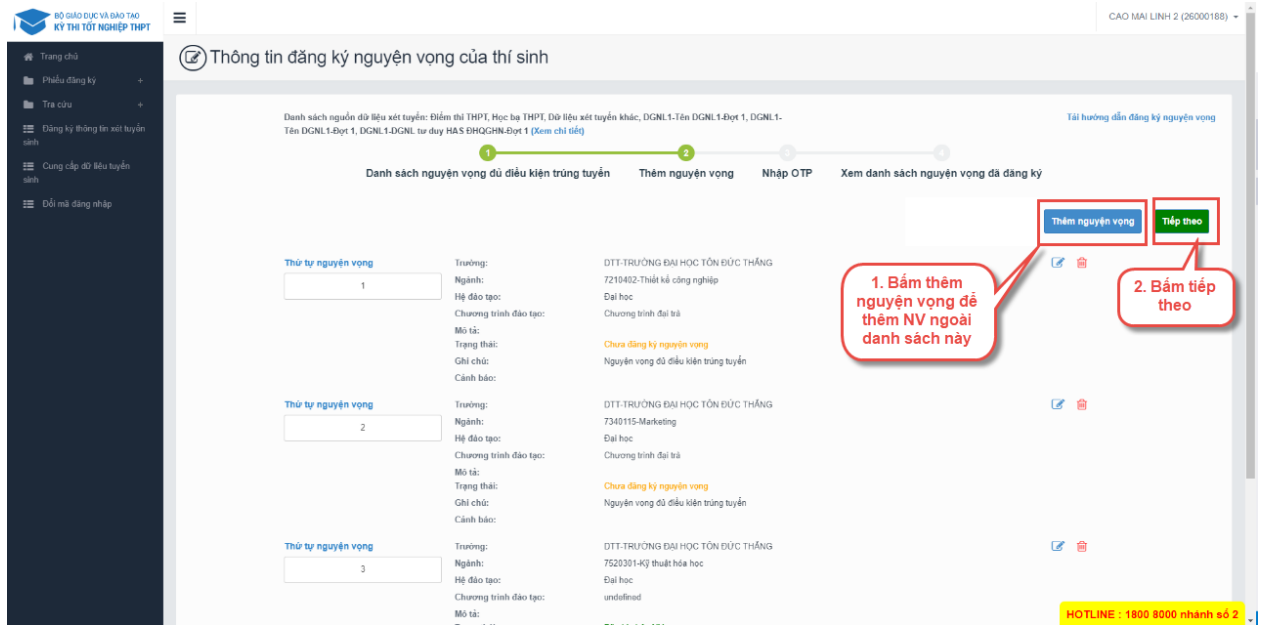 BỘ GIÁO DỤC VÀ ĐÀO TẠO
KỲ THI TỐT NGHIỆP THPT
CAO MAI LINH 2 (26000188)
Trang chủ
Phiếu đăng ký +
Tra cứu +
Đăng ký thông tin xét tuyển
sinh
Cung cấp dữ liệu tuyển
sinh
Đổi mã đăng nhập
Thông tin đăng ký nguyện vọng của thí sinh
Danh sách nguồn dữ liệu xét tuyển: Điểm thi THPT, Học bạ THPT, Dữ liệu xét tuyển khác, DGNL1-Tên DGNL1-Đợt 1, DGNL1-
Tên DGNL1-Đợt 1, DGNL1-DGNL tư duy HAS ĐHQGHN-Đợt 1 (Xem chi tiết)
Tải hướng dẫn đăng ký nguyện vọng
1 2 3 4
Danh sách nguyện vọng đủ điều kiện trúng tuyển Thêm nguyện vọng Nhập OTP Xem danh sách nguyện vọng đã đăng ký
Thêm nguyện vọng Tiếp theo
1. Bấm thêm
nguyện vọng để
thêm NV ngoài
danh sách này
2. Bấm tiếp
theo
Thứ tự nguyện vọng
1
Trường: DTT-TRƯỜNG ĐẠI HỌC TÔN ĐỨC THẮNG
Ngành: 7210402-Thiết kế công nghiệp
Hệ đào tạo: Đại học
Chương trình đào tạo: Chương trình đại trà
Mô tả:
Trạng thái: Chưa đăng ký nguyện vọng
Ghi chú: Nguyện vọng đủ điều kiện trúng tuyển
Cảnh báo:
Thứ tự nguyện vọng
2
Trường: DTT-TRƯỜNG ĐẠI HỌC TÔN ĐỨC THẮNG
Ngành: 7340115-Marketing
Hệ đào tạo: Đại học
Chương trình đào tạo: Chương trình đại trà
Mô tả:
Trạng thái: Chưa đăng ký nguyện vọng
Ghi chú: Nguyện vọng đủ điều kiện trúng tuyển
Cảnh báo:
Thứ tự nguyện vọng
3
Trường: DTT-TRƯỜNG ĐẠI HỌC TÔN ĐỨC THẮNG
Ngành: 7520301-Kỹ thuật hóa học
Hệ đào tạo: Đại học
Chương trình đào tạo: undefined
Mô tả:
HOTLINE : 1800 8000 nhánh số 2